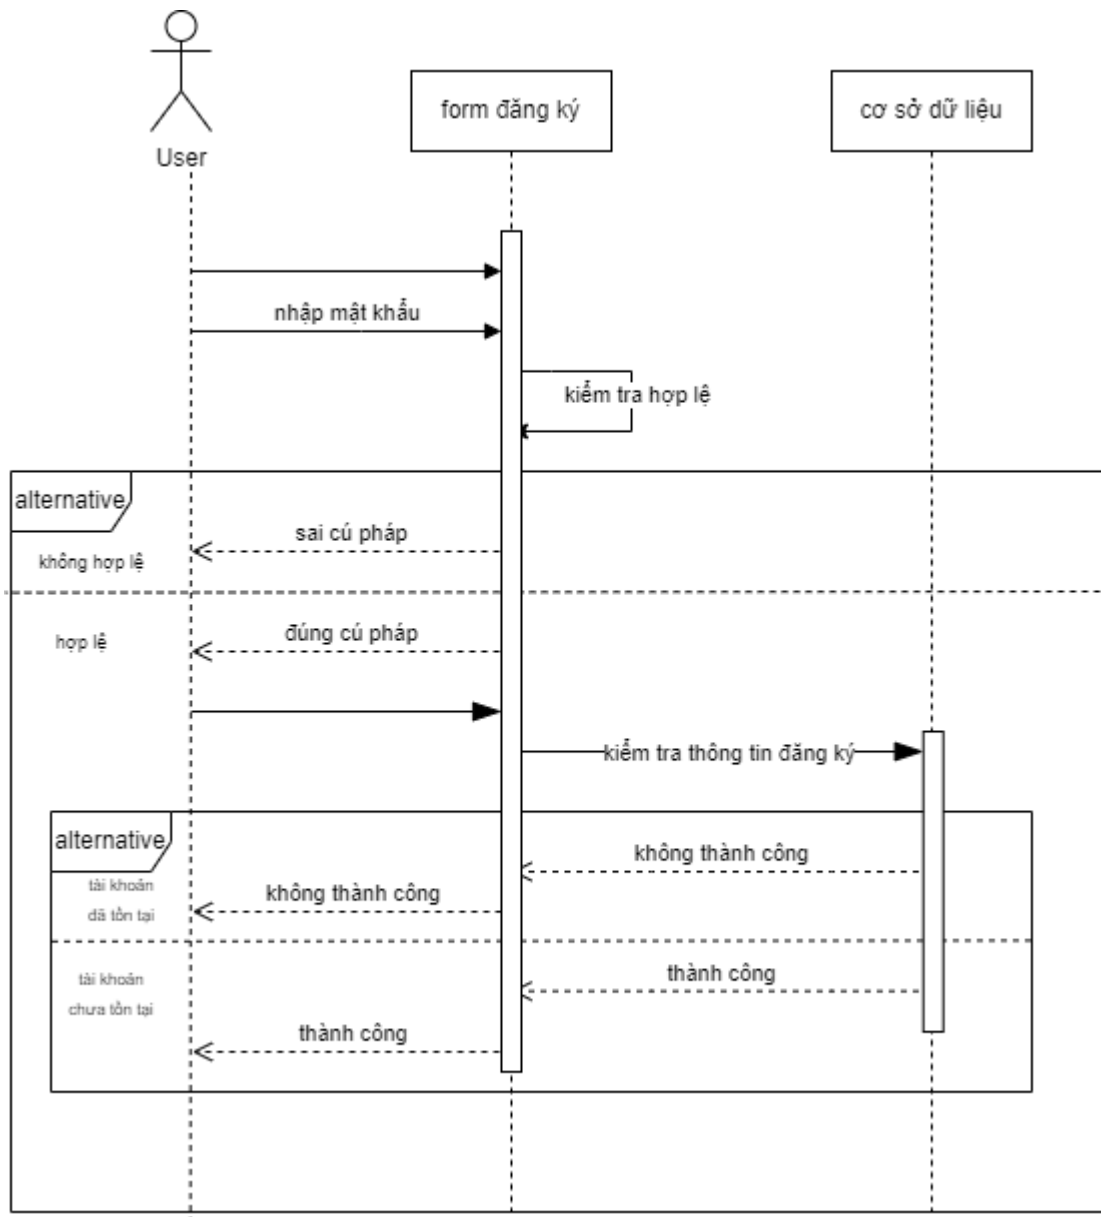 User
form đăng ký
cơ sở dữ liệu
nhập mật khẩu
kiểm tra hợp lệ
alternative
sai cú pháp
không hợp lệ
đúng cú pháp
hợp lệ
kiểm tra thông tin đăng ký
alternative
không thành công
tài khoản
không thành công
đã tồn tại
thành công
tài khoản
chưa tồn tại
thành công